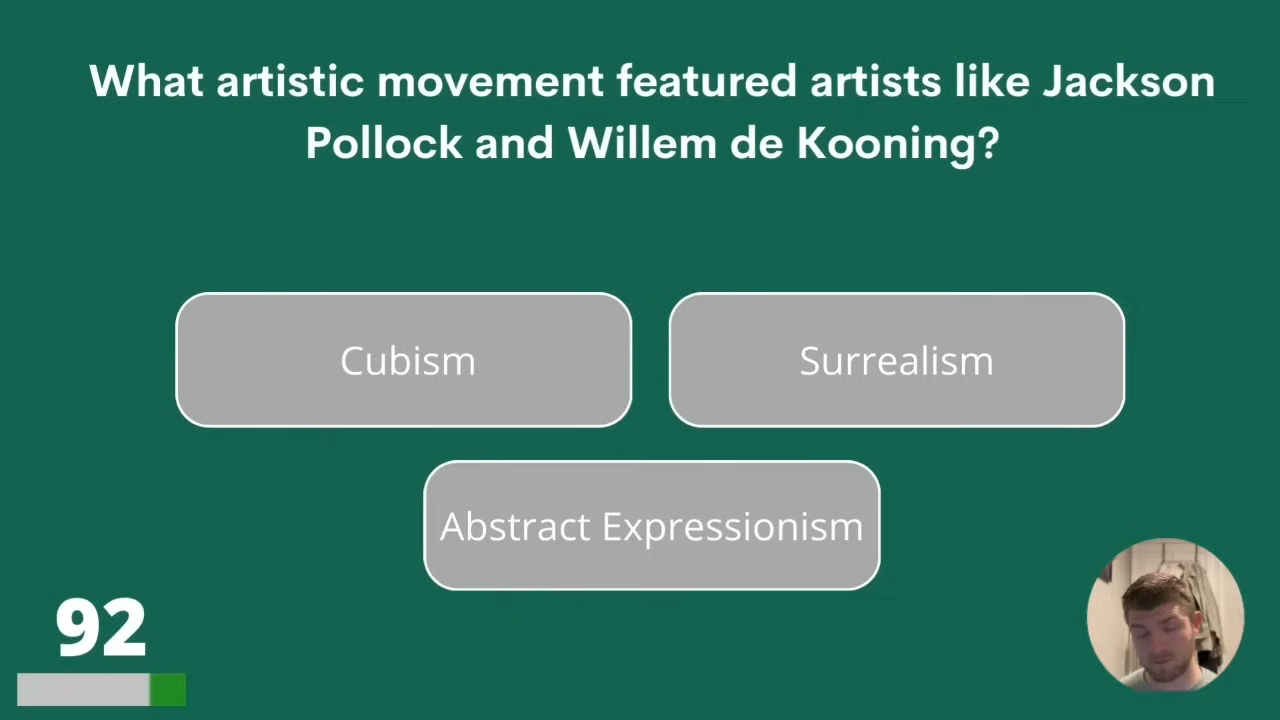 What artistic movement featured artists like Jackson
Pollock and Willem de Kooning?
Cubism
Surrealism
Abstract Expressionism
92